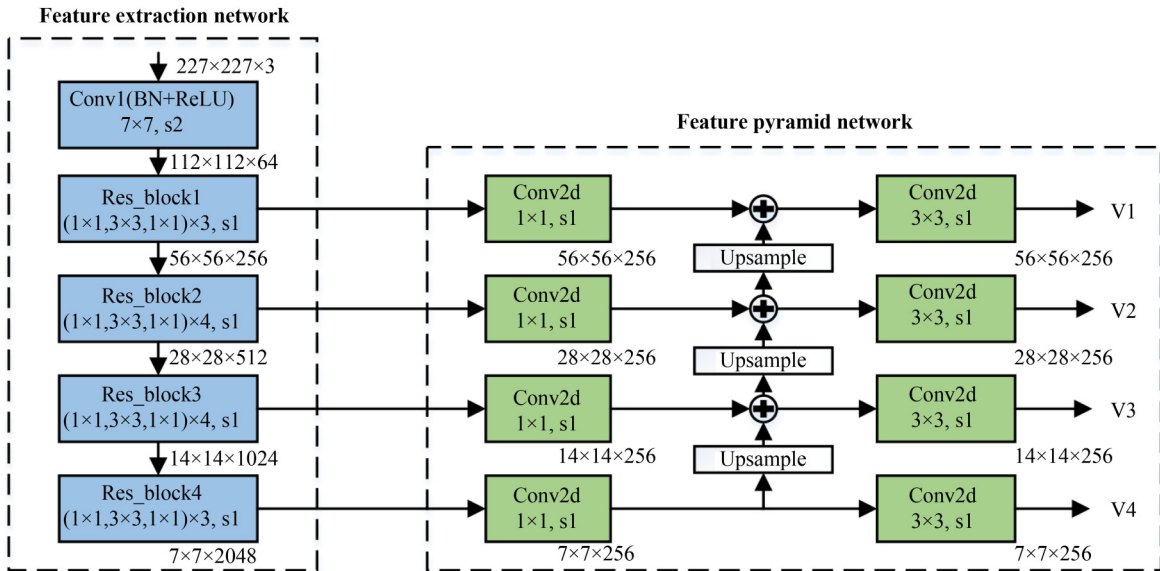 Feature extraction network
227×227×3
Conv1(BN+ReLU)
7×7, s2
112×112×64
Res_block1
(1×1,3×3,1×1)×3, s1
56×56×256
Res_block2
(1×1,3×3,1×1)×4, s1
28×28×512
Res_block3
(1×1,3×3,1×1)×4, s1
14×14×1024
Res_block4
(1×1,3×3,1×1)×3, s1
7×7×2048
Feature pyramid network
Conv2d
1×1, s1
56×56×256
Upsample
Conv2d
3×3, s1
56×56×256
V1
Conv2d
1×1, s1
28×28×256
Upsample
Conv2d
3×3, s1
28×28×256
V2
Conv2d
1×1, s1
14×14×256
Upsample
Conv2d
3×3, s1
14×14×256
V3
Conv2d
1×1, s1
7×7×256
Conv2d
3×3, s1
7×7×256
V4